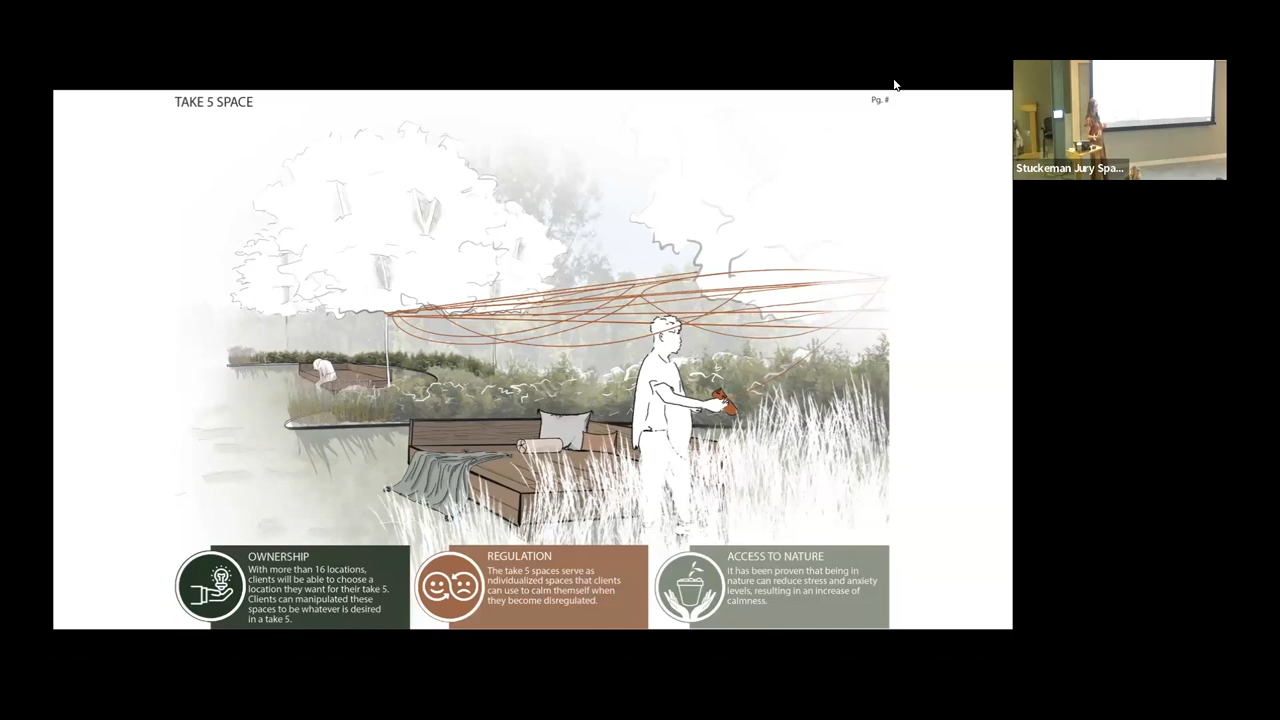 TAKE 5 SPACE
Pg. #
Stuckeman Jury Spa...
OWNERSHIP
With more than 16 locations,
clients will be able to choose a
location they want for their take 5.
Clients can manipulated these
spaces to be whatever is desired
in a take 5.
REGULATION
The take 5 spaces serve as
ndividualized spaces that clients
can use to calm themself when
they become disregulated.
ACCESS TO NATURE
It has been proven that being in
nature can reduce stress and anxiety
levels, resulting in an increase of
calmness.